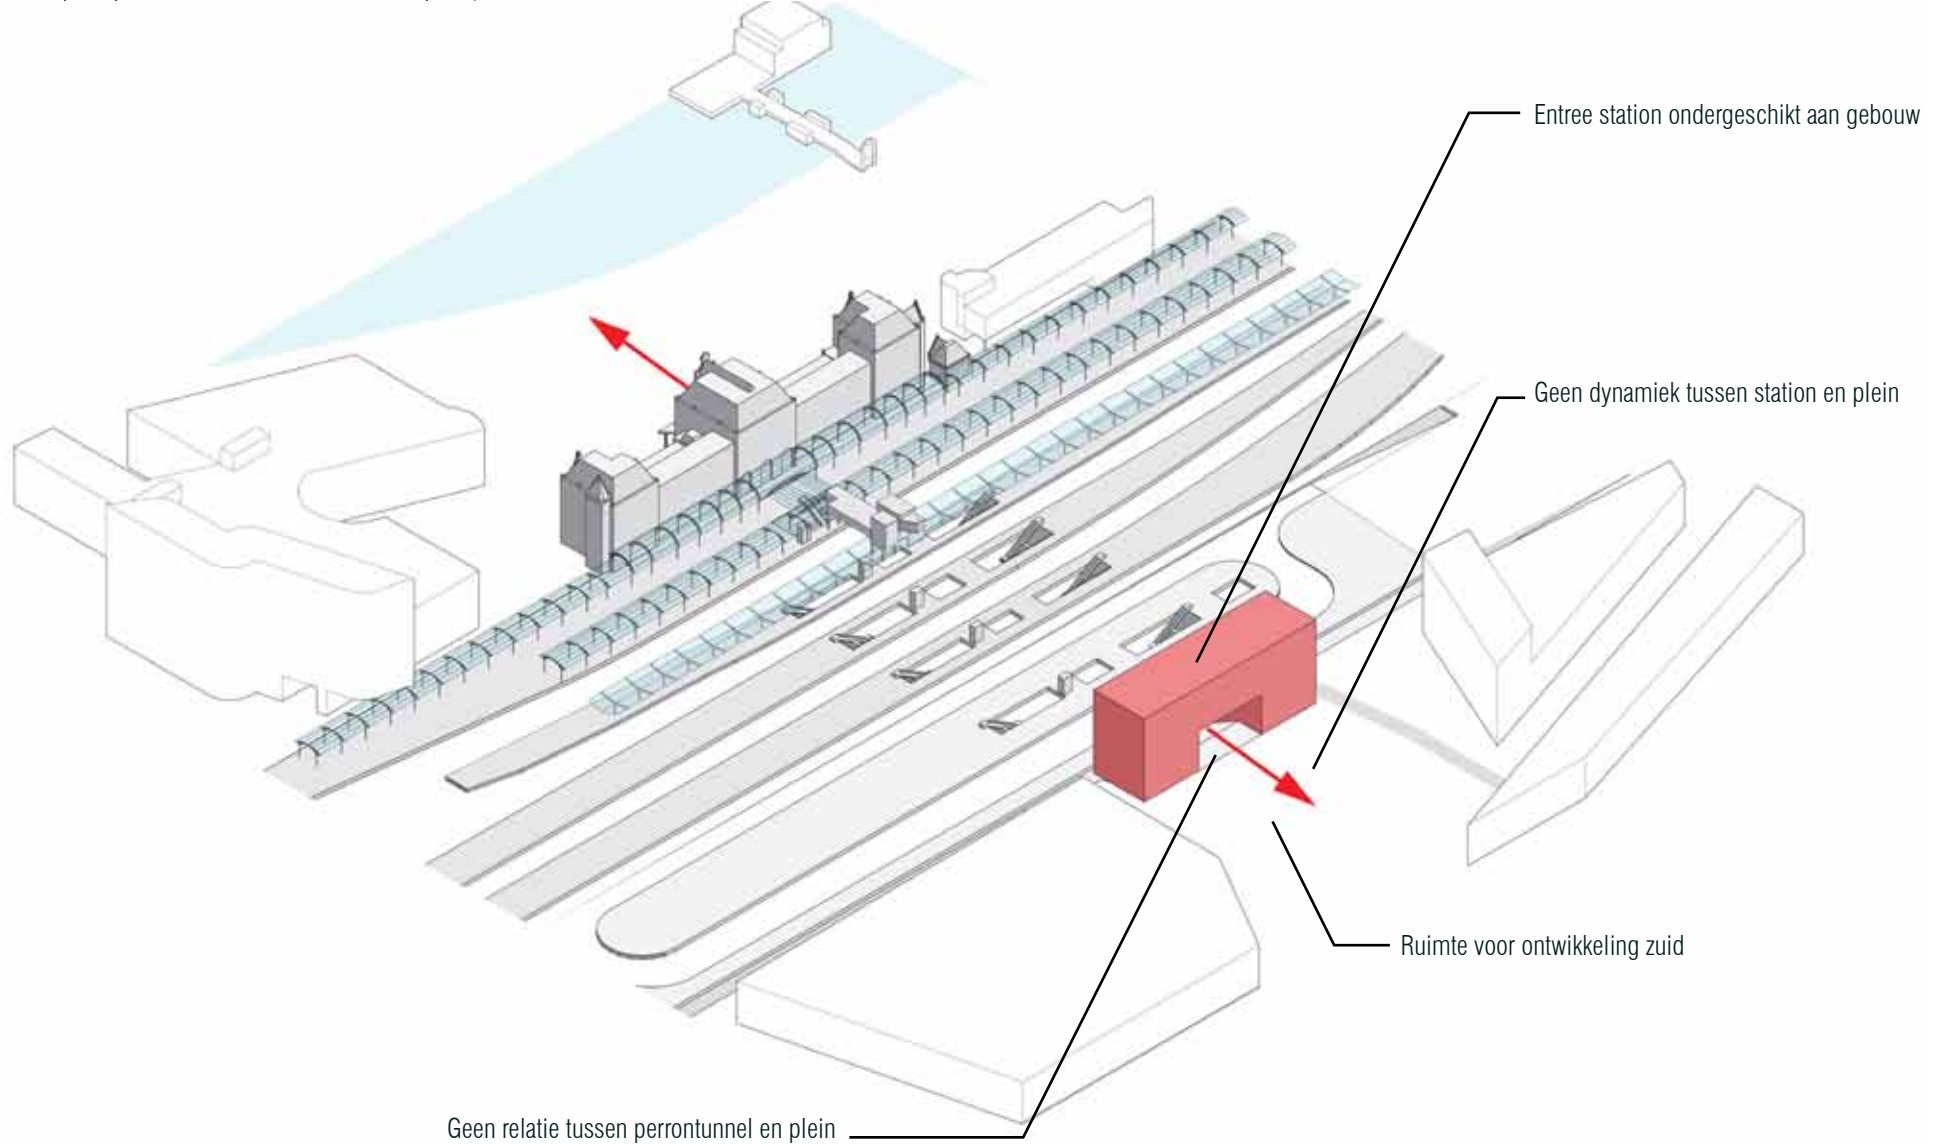 Entree station ondergeschikt aan gebouw
Geen dynamiek tussen station en plein
Ruimte voor ontwikkeling zuid
Geen relatie tussen perrontunnel en plein